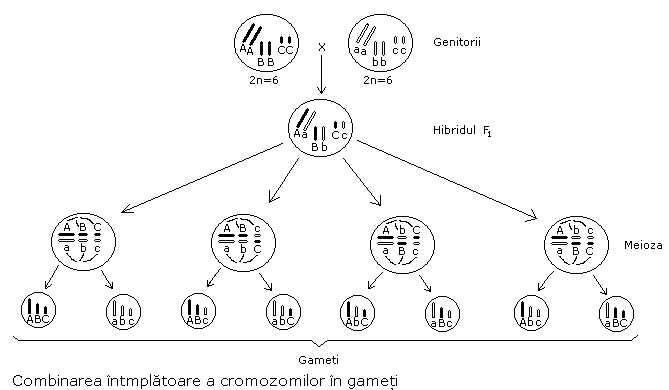 AA BB CC x aa bb cc Genitorii
2n=6 2n=6
Aa Bb Cc Hibridul F1
A B C A B c A b C A b c
a b c a b C a B c a B C Meioza
ABC abc ABc abC AbC aBc Abc aBC
Gameti
Combinarea întmplătoare a cromozomilor în gameți